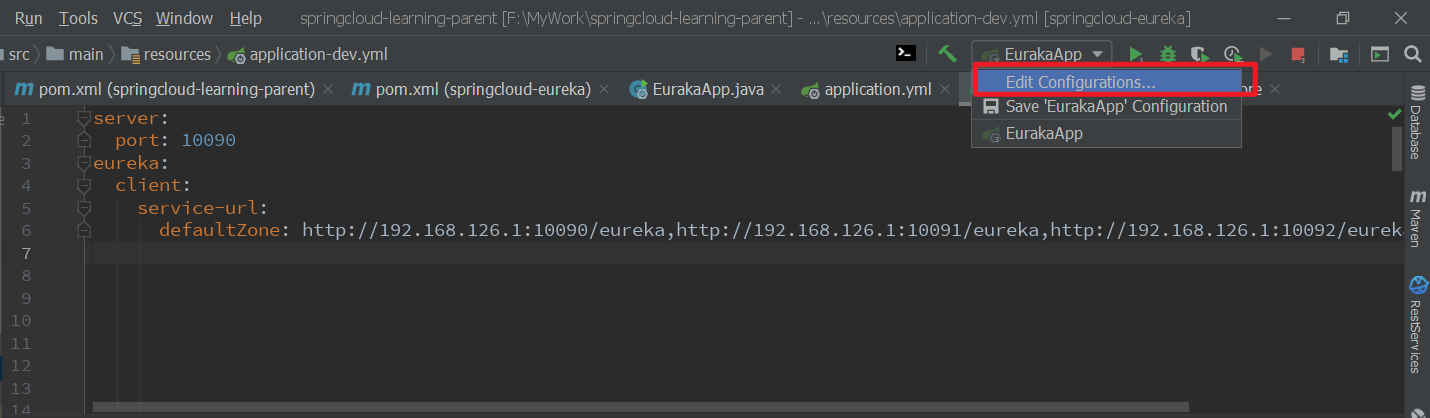 Run Tools VCS Window Help springcloud-learning-parent [F:\MyWork\springcloud-learning-parent] - ...\resources\application-dev.yml [springcloud-eureka]
src main resources application-dev.yml EurakaApp
Edit Configurations...
pom.xml (springcloud-learning-parent) pom.xml (springcloud-eureka) EurakaApp.java application.yml
Save 'EurakaApp' Configuration
EurakaApp
1 server:
2 port: 10090
3 eureka:
4 client:
5 service-url:
6 defaultZone: http://192.168.126.1:10090/eureka,http://192.168.126.1:10091/eureka,http://192.168.126.1:10092/eurek
7
8
9
10
11
12
13
14
Database
Maven
RestServices